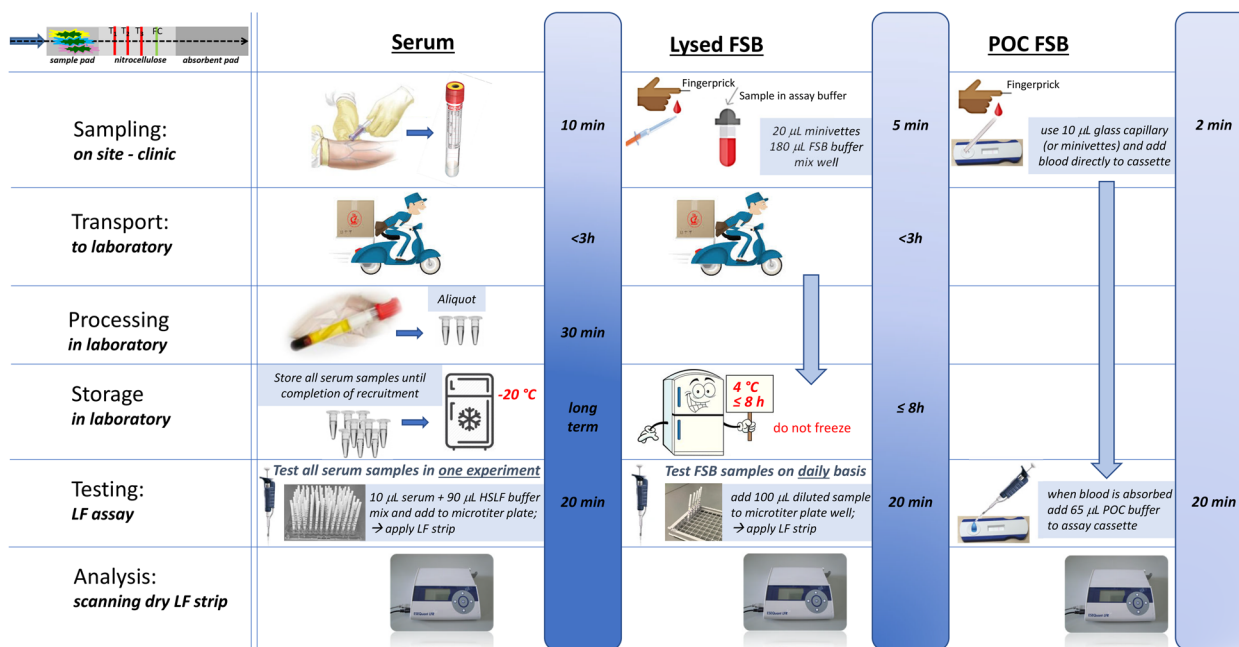 T₁ T₂ T₃ FC
sample pad nitrocellulose absorbent pad
Serum
Lysed FSB
POC FSB
Sampling:
on site - clinic
10 min
Fingerprick
Sample in assay buffer
20 μL minivettes
180 μL FSB buffer
mix well
5 min
Fingerprick
use 10 μL glass capillary
(or minivettes) and add
blood directly to cassette
2 min
Transport:
to laboratory
<3h
<3h
Processing
in laboratory
Aliquot
30 min
Storage
in laboratory
Store all serum samples until
completion of recruitment
-20 °C
long
term
4 °C
≤ 8 h
do not freeze
≤ 8h
Testing:
LF assay
Test all serum samples in one experiment
10 μL serum + 90 μL HSLF buffer
mix and add to microtiter plate;
→ apply LF strip
20 min
Test FSB samples on daily basis
add 100 μL diluted sample
to microtiter plate well;
→ apply LF strip
20 min
when blood is absorbed
add 65 μL POC buffer
to assay cassette
20 min
Analysis:
scanning dry LF strip